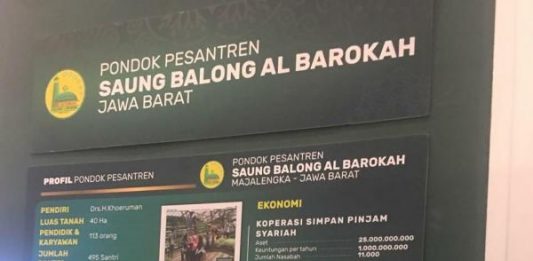 PONDOK PESANTREN
SAUNG BALONG AL BAROKAH
JAWA BARAT
PROFIL PONDOK PESANTREN
PONDOK PESANTREN
SAUNG BALONG AL BAROKAH
MAJALENGKA - JAWA BARAT
PENDIRI Drs.H.Khoeruman
LUAS TANAH 40 Ha
PENDIDIK &
KARYAWAN 113 orang
JUMLAH 495 Santri
EKONOMI
KOPERASI SIMPAN PINJAM
SYARIAH
Aset 25.000.000.000
Keuntungan per tahun 1.000.000.000
Jumlah Nasabah 11.000